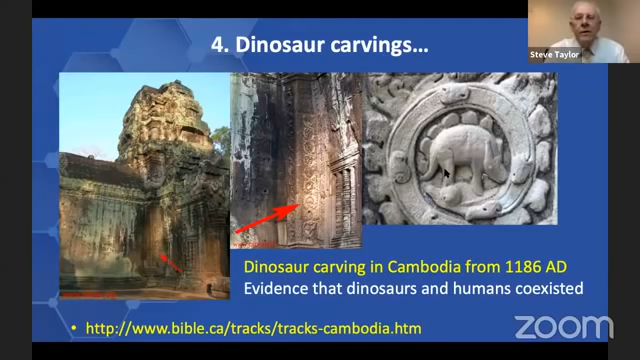 4. Dinosaur carvings…
Steve Taylor
Dinosaur carving in Cambodia from 1186 AD
Evidence that dinosaurs and humans coexisted
• http://www.bible.ca/tracks/tracks-cambodia.htm
zoom